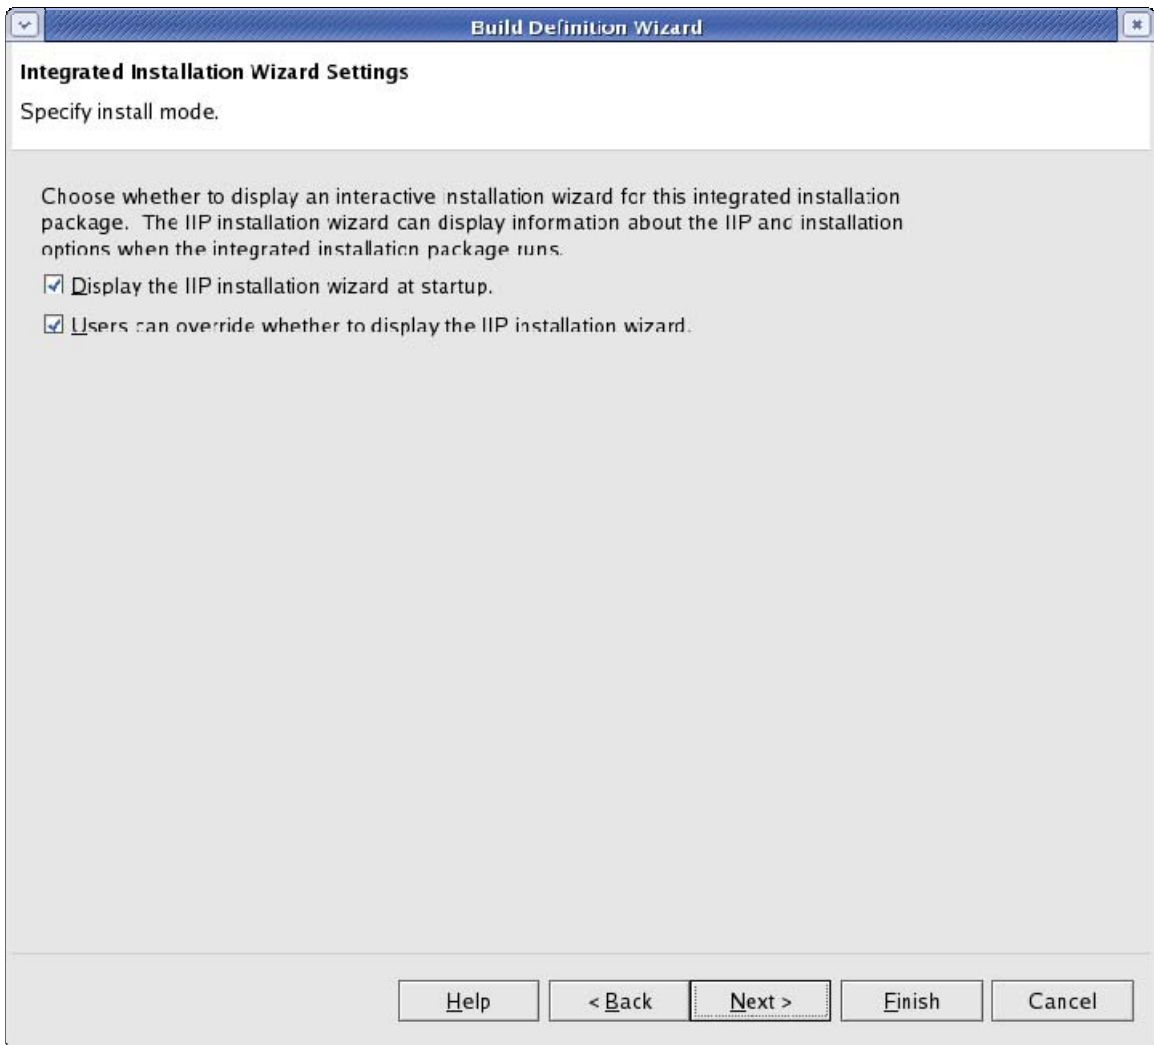 Build Definition Wizard
Integrated Installation Wizard Settings
Specify install mode.
Choose whether to display an interactive installation wizard for this integrated installation
package. The IIP installation wizard can display information about the IIP and installation
options when the integrated installation package runs.
Display the IIP installation wizard at startup.
Users can override whether to display the IIP installation wizard.
Help
< Back
Next >
Finish
Cancel